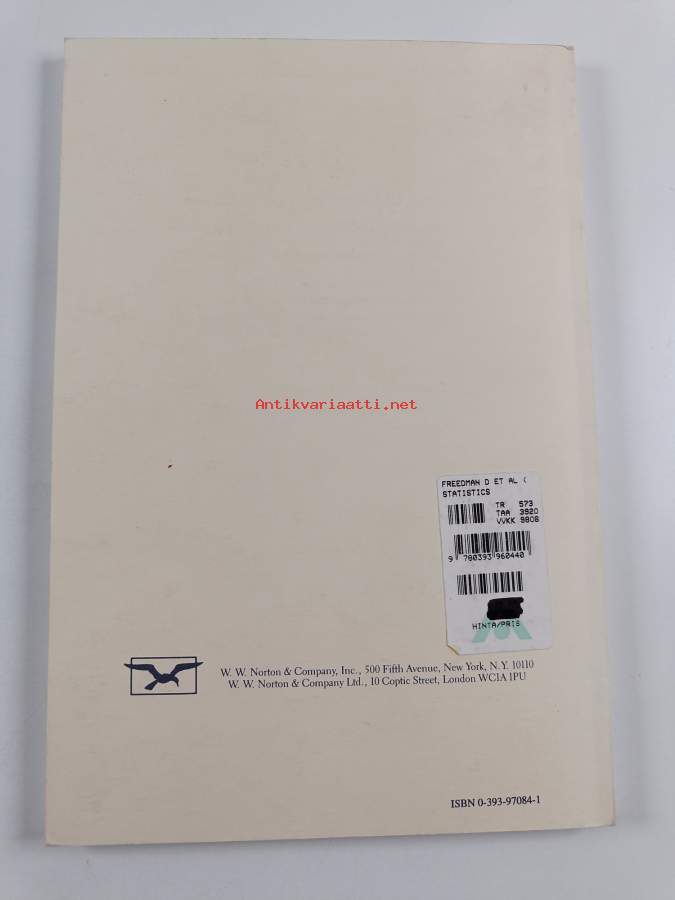 Antikvariaatti.net
FREEDMAN D ET AL (
STATISTICS
TR 573
TAA 3920
VVKK 9808
9 780393 960440
HINTA/PRIS
W. W. Norton & Company, Inc., 500 Fifth Avenue, New York, N.Y. 10110
W. W. Norton & Company Ltd., 10 Coptic Street, London WC1A 1PU
ISBN 0-393-97084-1